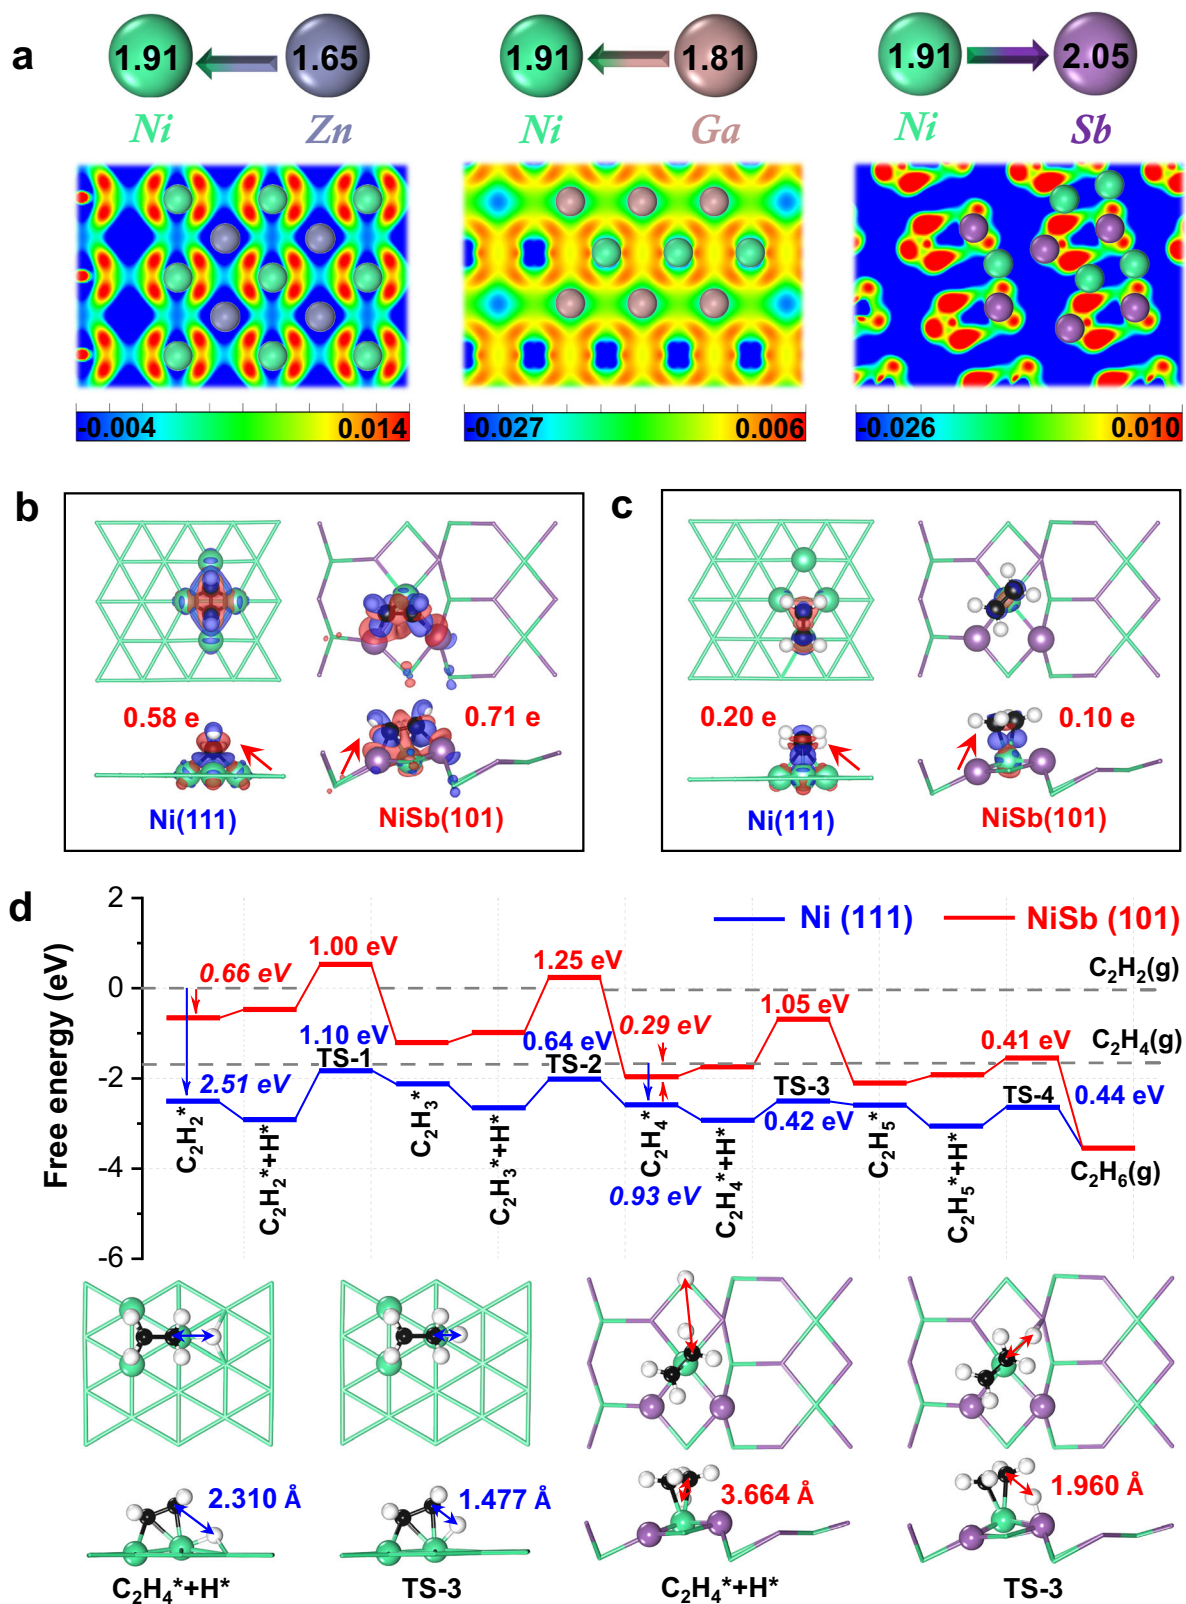 a
1.91 1.65 1.91 1.81 1.91 2.05
Ni Zn Ni Ga Ni Sb
-0.004 0.014 -0.027 0.006 -0.026 0.010
b
0.58 e 0.71 e
Ni(111) NiSb(101)
c
0.20 e 0.10 e
Ni(111) NiSb(101)
d
Free energy (eV)
2
0
-2
-4
-6
Ni (111) NiSb (101)
C₂H₂(g)
C₂H₄(g)
0.66 eV
1.00 eV
1.25 eV
1.05 eV
0.29 eV
0.41 eV
2.51 eV
1.10 eV
TS-1
0.64 eV
TS-2
0.93 eV
TS-3
0.42 eV
TS-4
0.44 eV
C₂H₂*
C₂H₂*+H*
C₂H₃*
C₂H₃*+H*
C₂H₄*
C₂H₄*+H*
C₂H₅*
C₂H₅*+H*
C₂H₆(g)
2.310 Å 1.477 Å 3.664 Å 1.960 Å
C₂H₄*+H* TS-3 C₂H₄*+H* TS-3